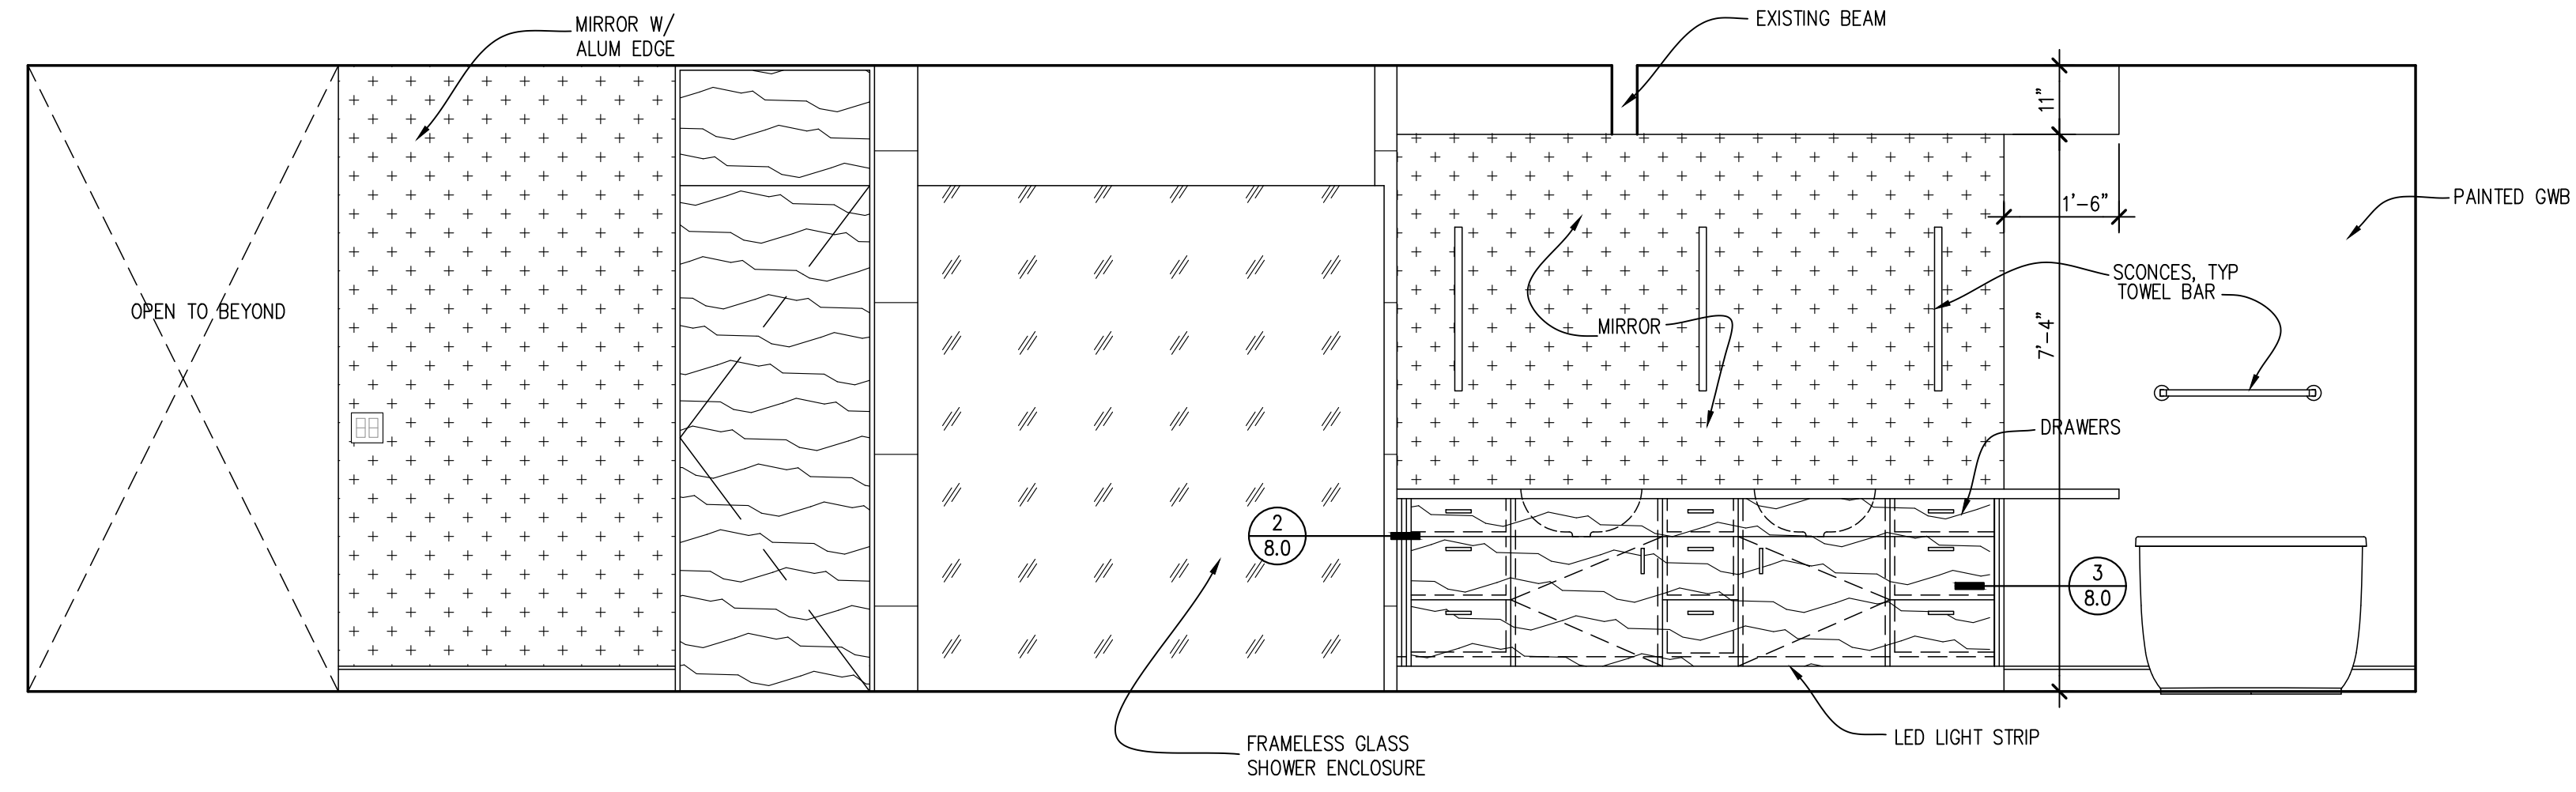 MIRROR W/
ALUM EDGE
EXISTING BEAM
11"
1'-6"
PAINTED GWB
SCONCES, TYP
TOWEL BAR
OPEN TO BEYOND
MIRROR
7'-4"
DRAWERS
2
8.0
3
8.0
FRAMELESS GLASS
SHOWER ENCLOSURE
LED LIGHT STRIP